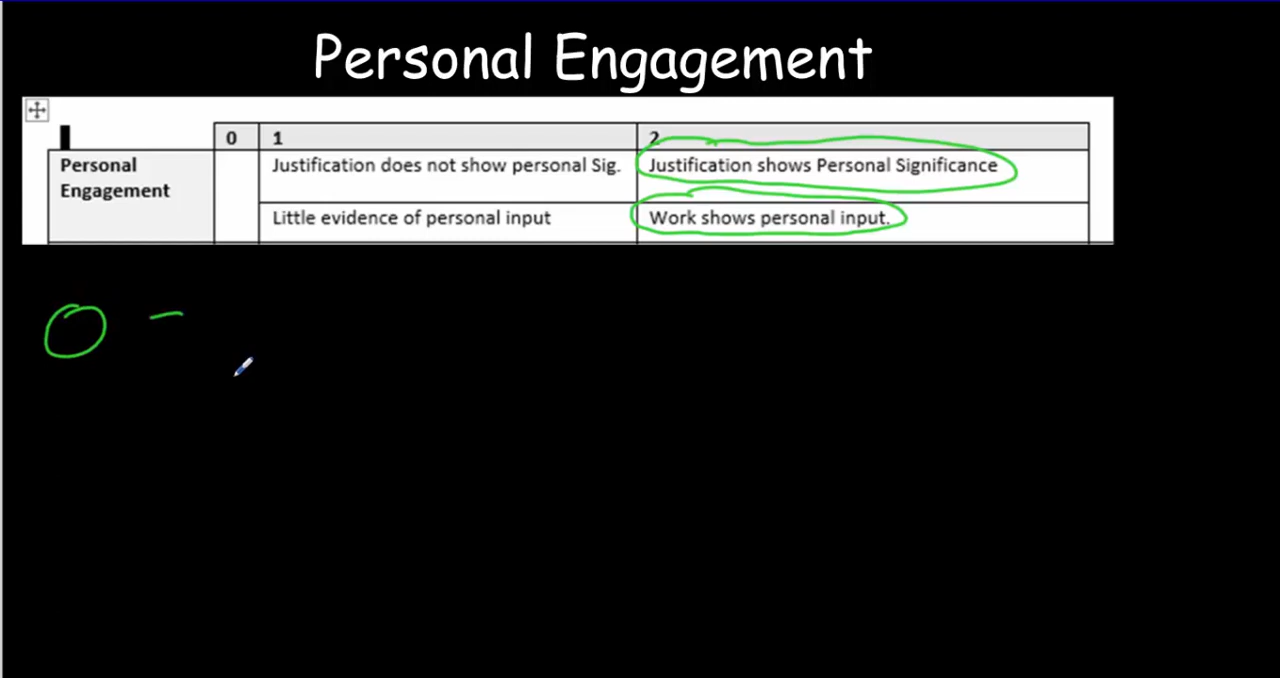 Personal Engagement
0 1 2
Personal Engagement
Justification does not show personal Sig. Justification shows Personal Significance
Little evidence of personal input Work shows personal input.